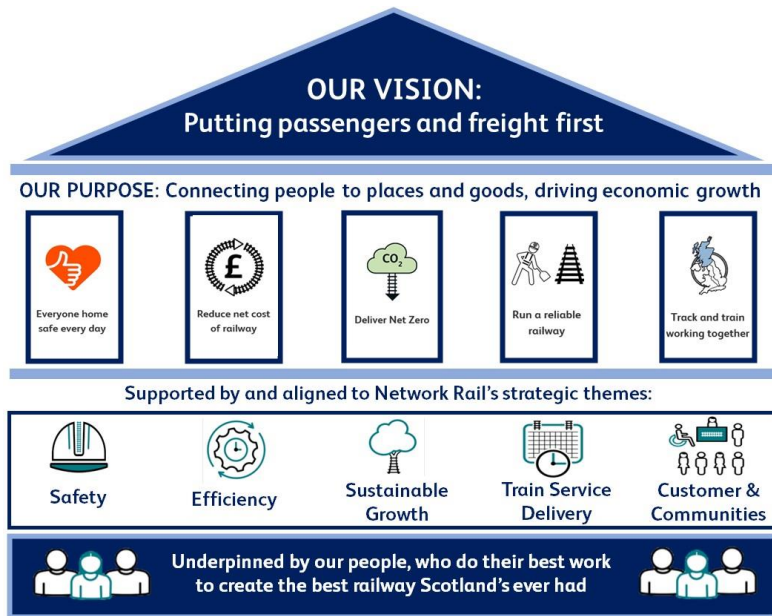 OUR VISION:
Putting passengers and freight first
OUR PURPOSE: Connecting people to places and goods, driving economic growth
Everyone home
safe every day
£
Reduce net cost
of railway
CO₂
Deliver Net Zero
Run a reliable
railway
Track and train
working together
Supported by and aligned to Network Rail's strategic themes:
Safety
Efficiency
Sustainable
Growth
Train Service
Delivery
Customer &
Communities
Underpinned by our people, who do their best work
to create the best railway Scotland's ever had